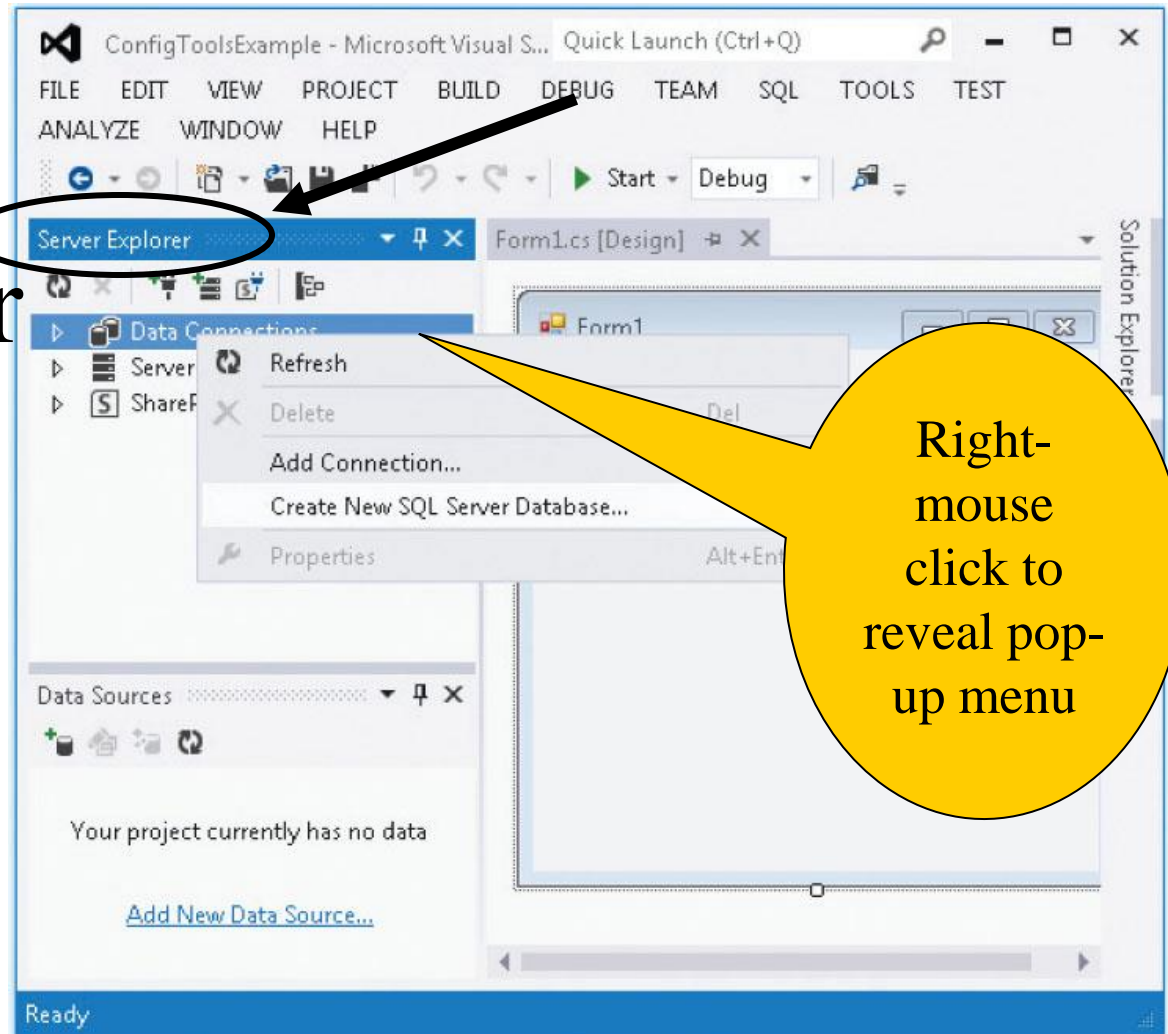 ConfigToolsExample - Microsoft Visual S... Quick Launch (Ctrl+Q)
FILE EDIT VIEW PROJECT BUILD DEBUG TEAM SQL TOOLS TEST
ANALYZE WINDOW HELP
Start Debug
Server Explorer
Form1.cs [Design]
Solution Explorer
r
Data Connections
Form1
Server
ShareP
Refresh
Delete Del
Add Connection...
Create New SQL Server Database...
Properties Alt+Ent
Right-
mouse
click to
reveal pop-
up menu
Data Sources
Your project currently has no data
Add New Data Source...
Ready